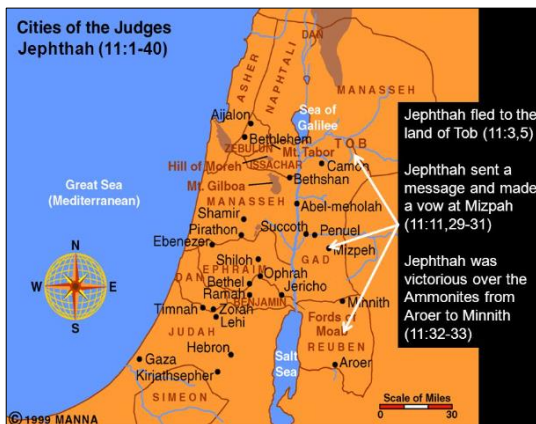 Cities of the Judges
Jephthah (11:1-40)
DAN
ASHER
NAPHTALI
MANASSEH
Sea of
Galilee
TOB
Aijalon
Bethlehem
ZEBULUN
Mt. Tabor
Hill of Moreh
ISSACHAR
Camon
Mt. Gilboa
Bethshan
Great Sea
(Mediterranean)
MANASSEH
Abel-meholah
Shamir
Pirathon
Succoth
Penuel
Ebenezer
Mizpeh
Shiloh
GAD
DAN
EPHRAIM
Ophrah
Bethel
Jericho
Ramah
BENJAMIN
Minnith
Timnah
Zorah
Lehi
Fords of
Moab
JUDAH
REUBEN
Hebron
Salt
Sea
Gaza
Aroer
Kirjathsepher
SIMEON
N
W
E
S
Scale of Miles
0
30
© 1999 MANNA
Jephthah fled to the
land of Tob (11:3,5)
Jephthah sent a
message and made
a vow at Mizpah
(11:11,29-31)
Jephthah was
victorious over the
Ammonites from
Aroer to Minnith
(11:32-33)